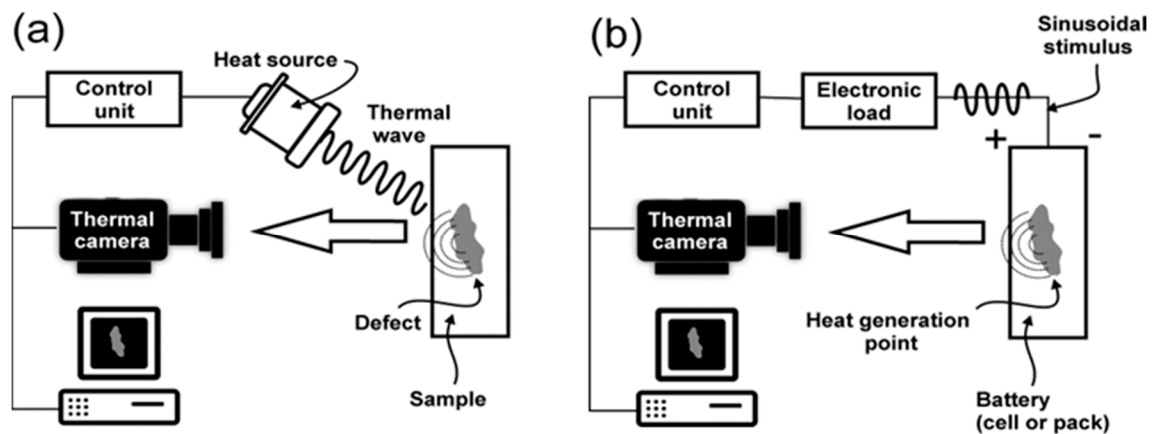 (a)
Heat source
Control
unit
Thermal
wave
Thermal
camera
Defect
Sample
(b)
Sinusoidal
stimulus
Control
unit
Electronic
load
+
-
Thermal
camera
Heat generation
point
Battery
(cell or pack)